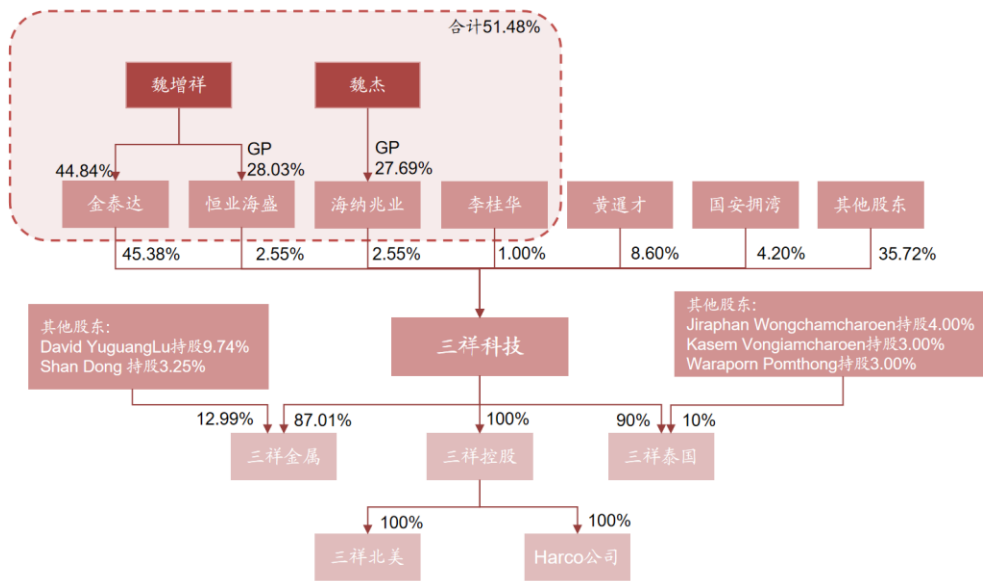 合计51.48%
魏增祥
魏杰
GP
GP
44.84%
28.03%
27.69%
金泰达
恒业海盛
海纳兆业
李桂华
黄暹才
国安拥湾
其他股东
45.38%
2.55%
2.55%
1.00%
8.60%
4.20%
35.72%
其他股东:
David YuguangLu持股9.74%
Shan Dong 持股3.25%
三祥科技
其他股东:
Jiraphan Wongchamcharoen持股4.00%
Kasem Vongiamcharoen持股3.00%
Waraporn Pomthong持股3.00%
12.99%
87.01%
100%
90%
10%
三祥金属
三祥控股
三祥泰国
100%
100%
三祥北美
Harco公司